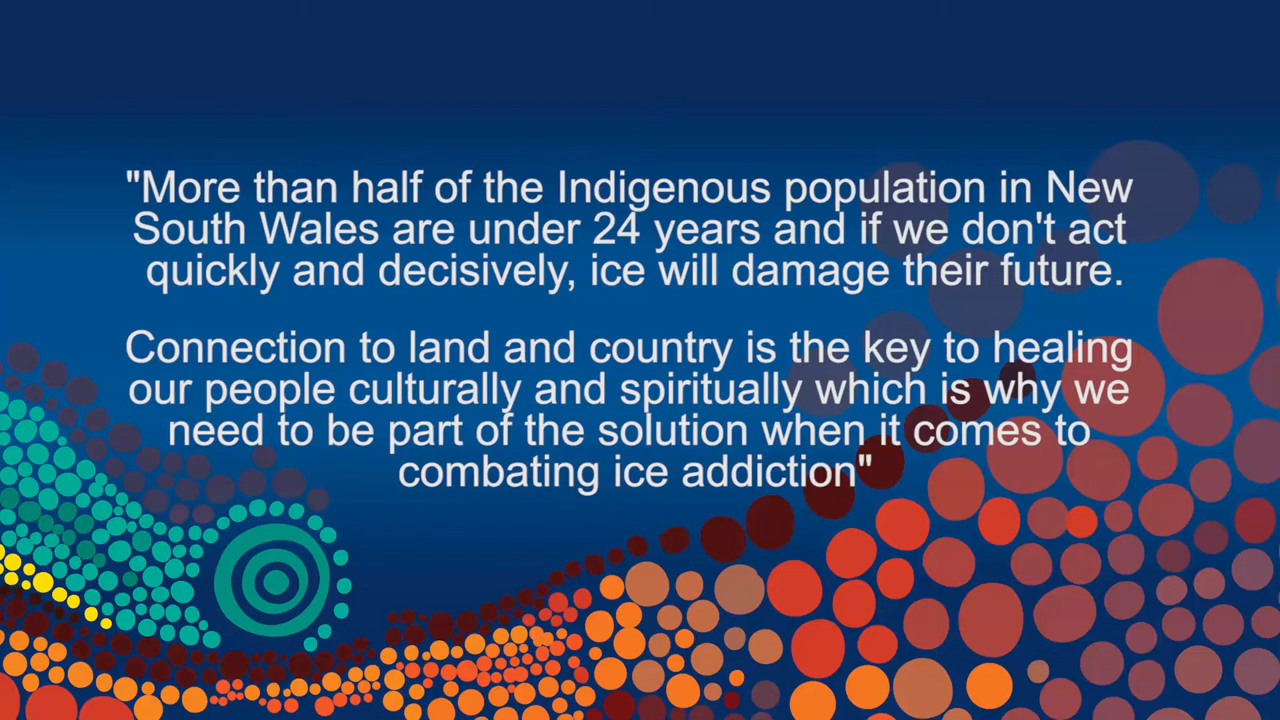 "More than half of the Indigenous population in New
South Wales are under 24 years and if we don't act
quickly and decisively, ice will damage their future.
Connection to land and country is the key to healing
our people culturally and spiritually which is why we
need to be part of the solution when it comes to
combating ice addiction"